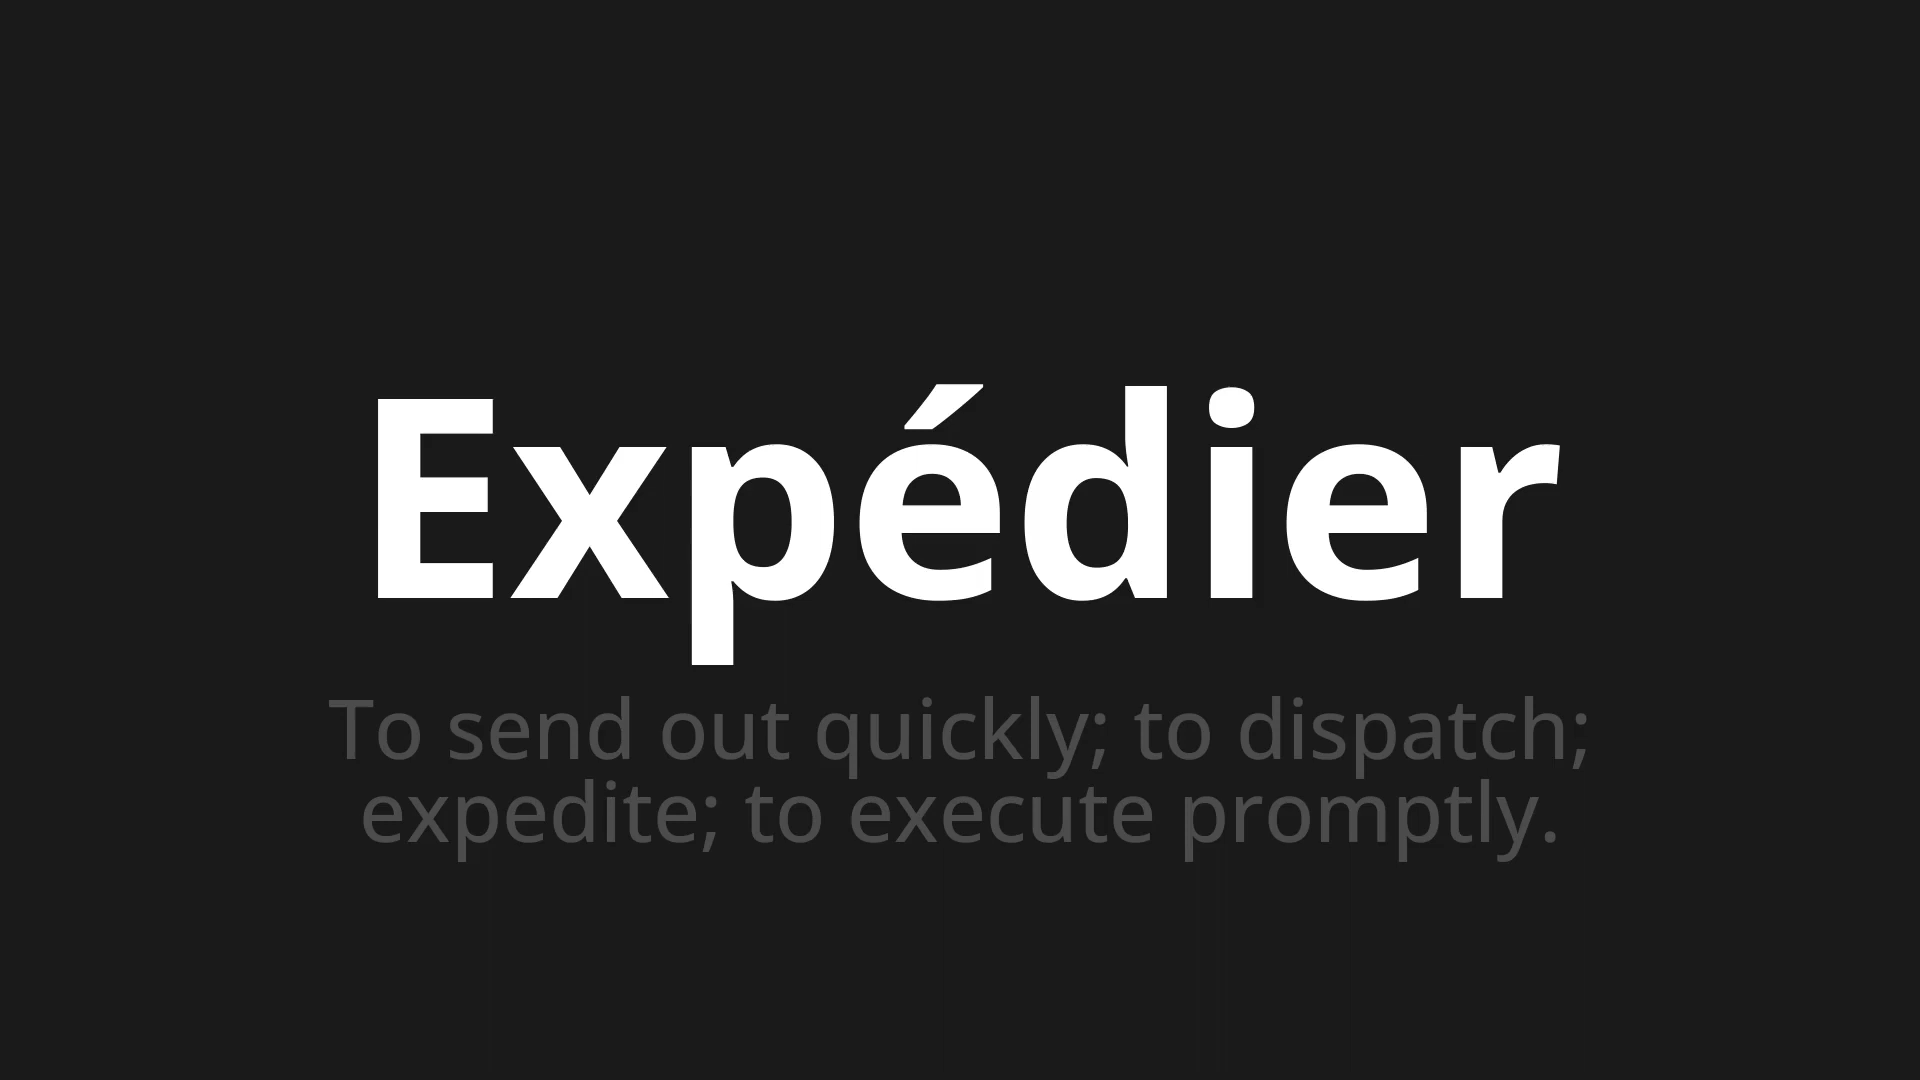 Expédier
To send out quickly; to dispatch;
expedite; to execute promptly.